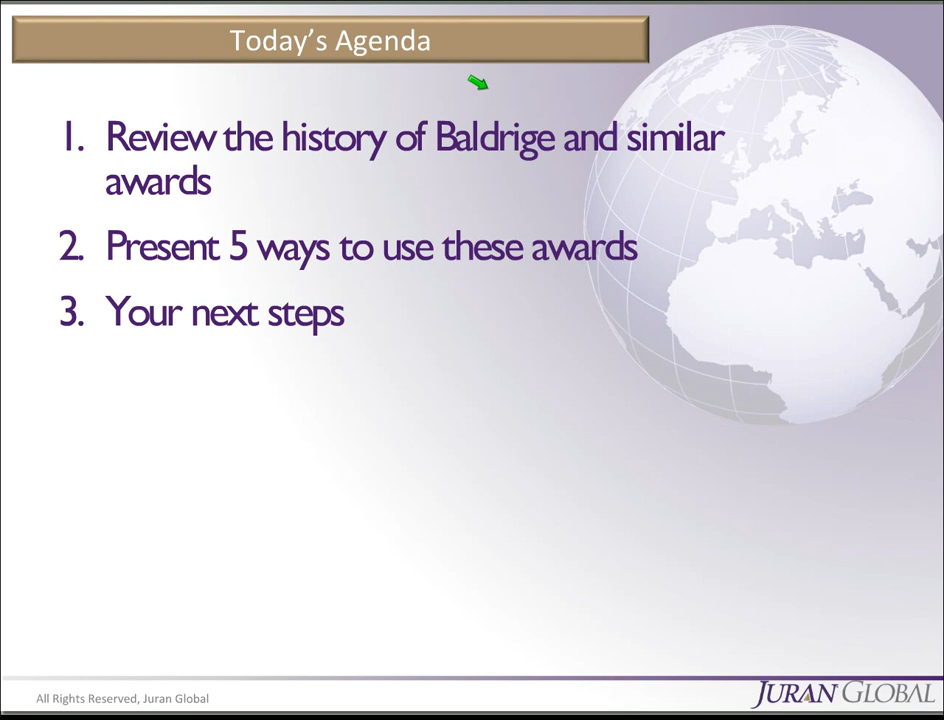 Today's Agenda
1. Review the history of Baldrige and similar
awards
2. Present 5 ways to use these awards
3. Your next steps
All Rights Reserved, Juran Global
JURAN GLOBAL